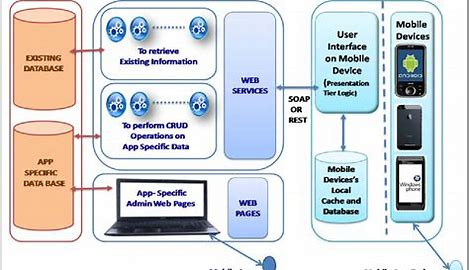 EXISTING
DATABASE
APP
SPECIFIC
DATA BASE
To retrieve
Existing Information
To perform CRUD
Operations on
App Specific Data
WEB
SERVICES
App- Specific
Admin Web Pages
WEB
PAGES
SOAP
OR
REST
User
Interface
on Mobile
Device
(Presentation
Tier Logic)
Mobile
Devices's
Local
Cache and
Database
Mobile
Devices
ANDROID
Windows
phone